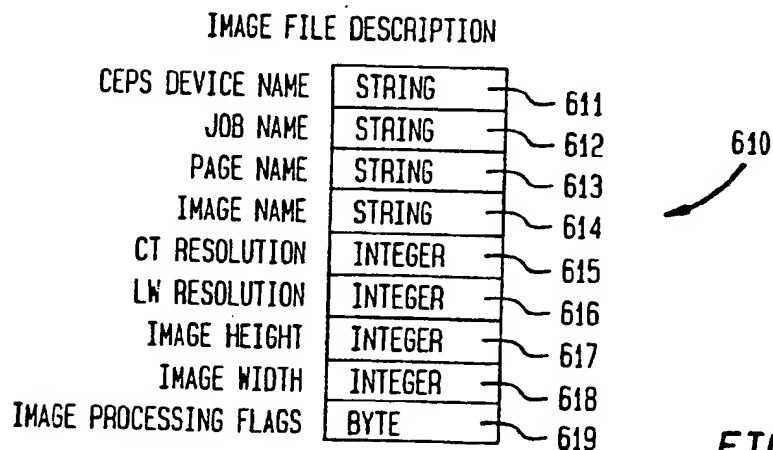 IMAGE FILE DESCRIPTION
CEPS DEVICE NAME STRING 611
JOB NAME STRING 612
PAGE NAME STRING 613
IMAGE NAME STRING 614
CT RESOLUTION INTEGER 615
LW RESOLUTION INTEGER 616
IMAGE HEIGHT INTEGER 617
IMAGE WIDTH INTEGER 618
IMAGE PROCESSING FLAGS BYTE 619
610